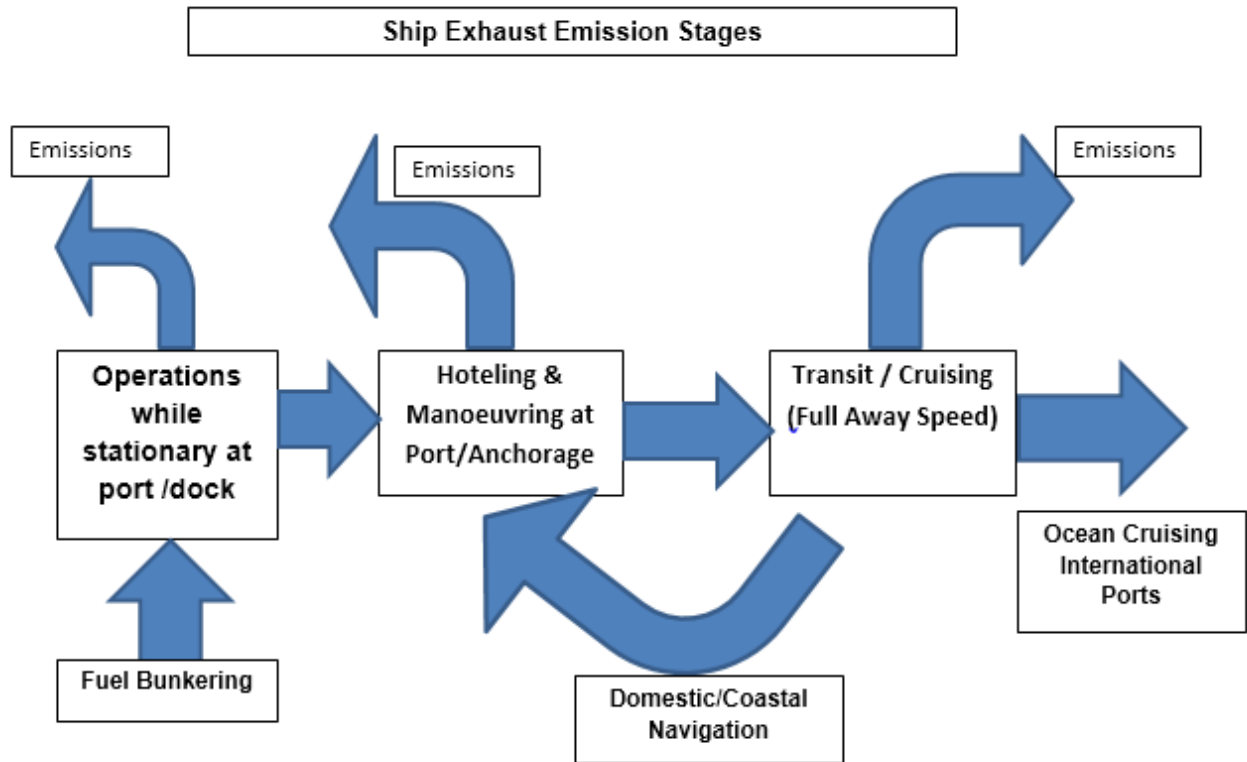 Ship Exhaust Emission Stages
Emissions
Emissions
Emissions
Operations
while
stationary at
port /dock
Hoteling &
Manoeuvring at
Port/Anchorage
Transit / Cruising
(Full Away Speed)
Ocean Cruising
International
Ports
Fuel Bunkering
Domestic/Coastal
Navigation